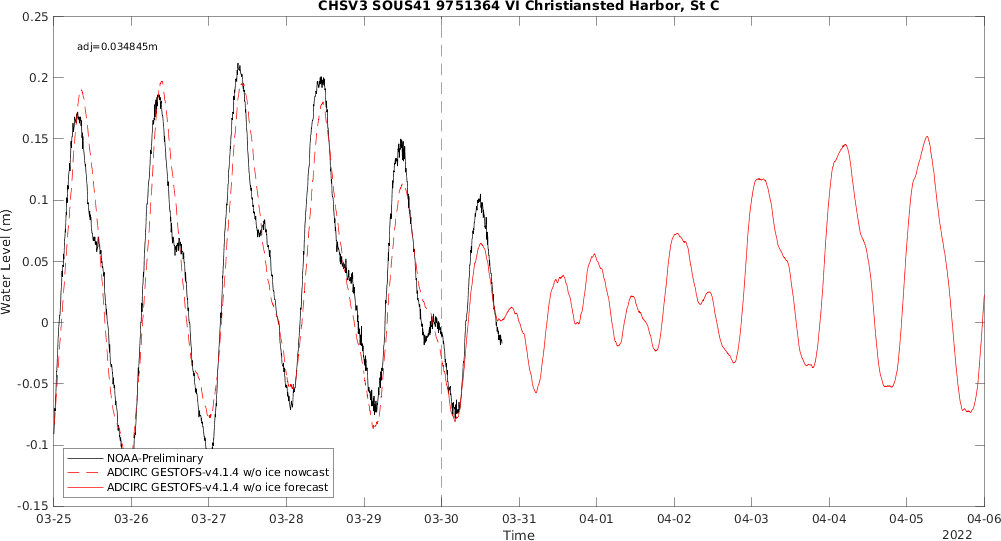 CHSV3 SOUS41 9751364 VI Christiansted Harbor, St C
adj=0.034845m
Water Level (m)
0.25
0.2
0.15
0.1
0.05
0
-0.05
-0.1
-0.15
NOAA-Preliminary
ADCIRC GESTOFS-v4.1.4 w/o ice nowcast
ADCIRC GESTOFS-v4.1.4 w/o ice forecast
03-25 03-26 03-27 03-28 03-29 03-30 03-31 04-01 04-02 04-03 04-04 04-05 04-06
Time
2022